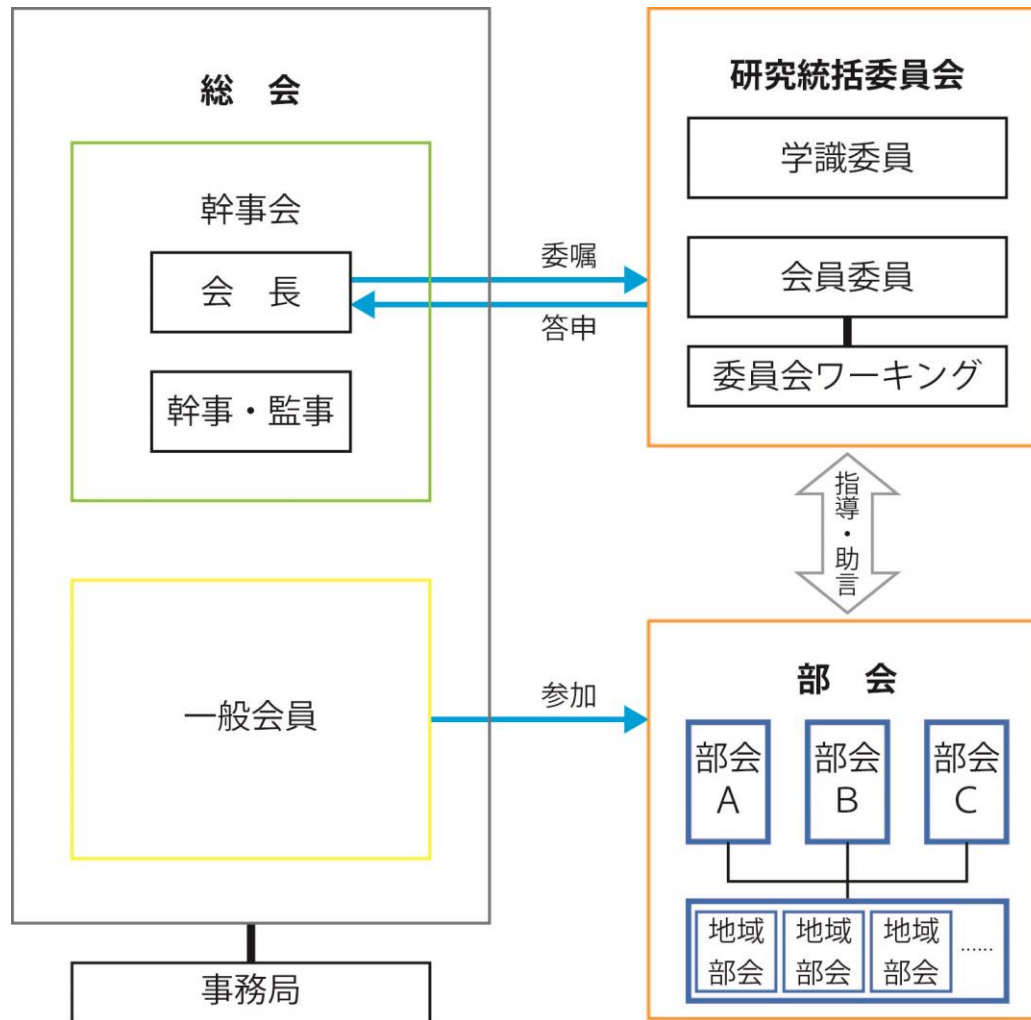 総　会
幹事会
会　長
幹事・監事
一般会員
事務局
委嘱
答申
参加
研究統括委員会
学識委員
会員委員
委員会ワーキング
指導・助言
部　会
部会
A
部会
B
部会
C
地域
部会
地域
部会
地域
部会
……